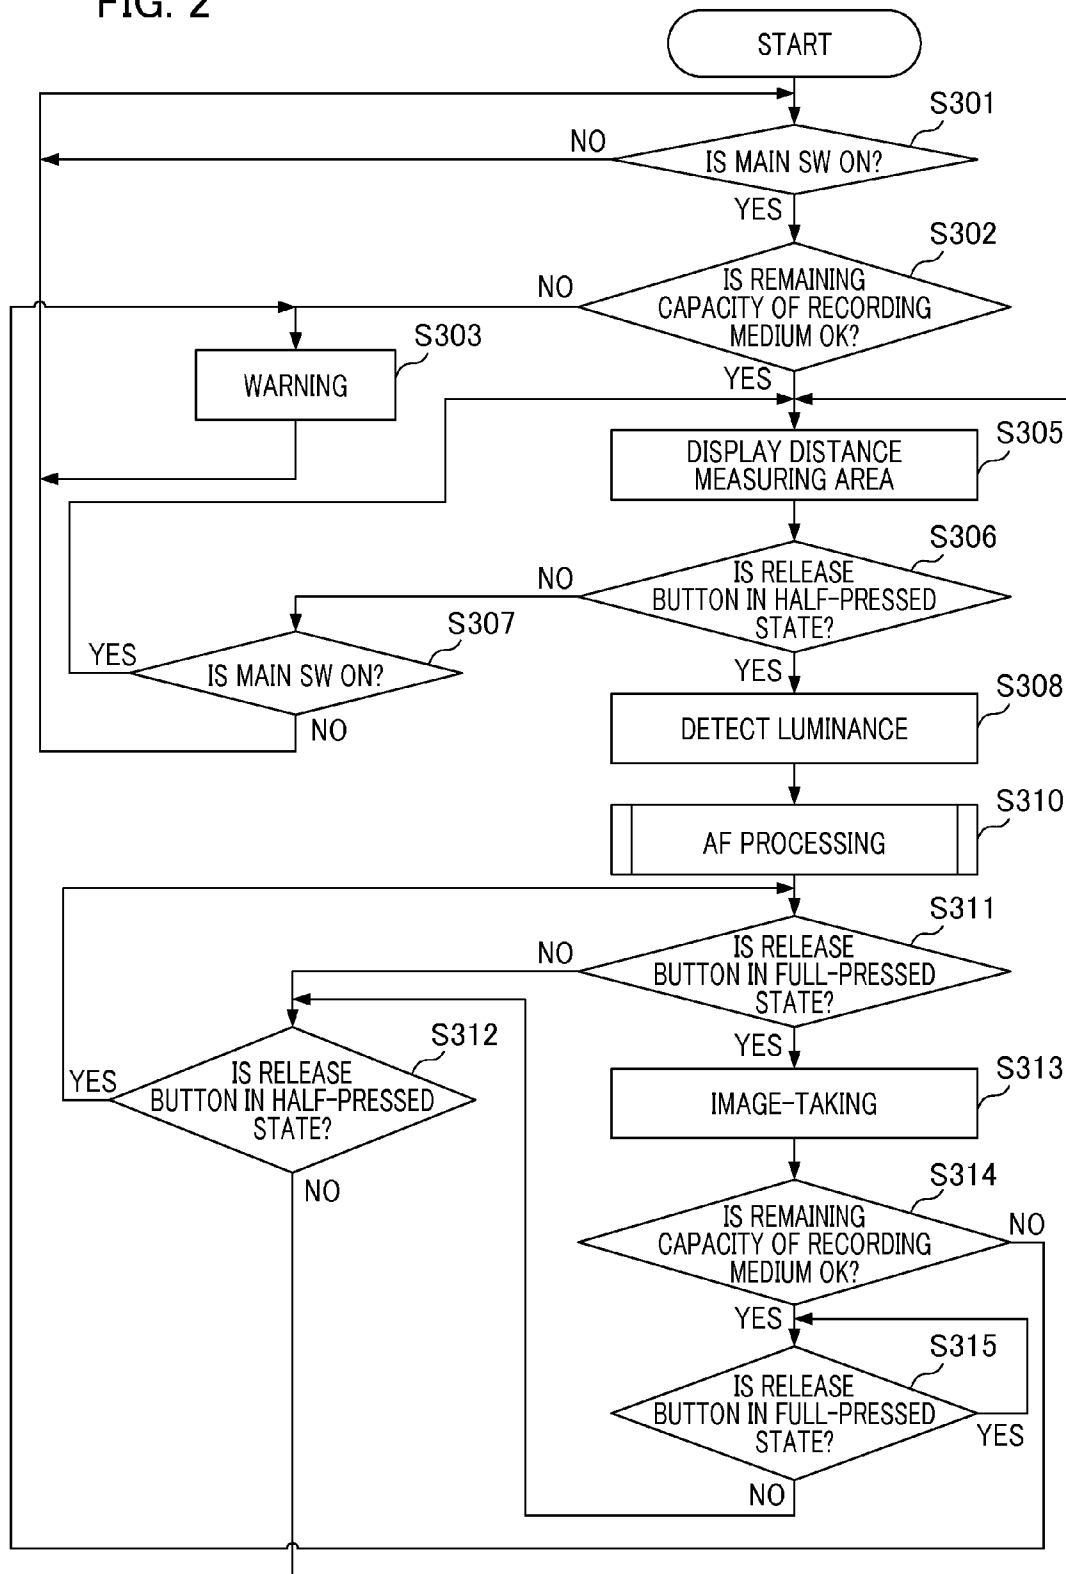 FIG. 2
START
S301
NO
IS MAIN SW ON?
YES
S302
NO
IS REMAINING
CAPACITY OF RECORDING
MEDIUM OK?
S303
YES
WARNING
S305
DISPLAY DISTANCE
MEASURING AREA
S306
NO
IS RELEASE
BUTTON IN HALF-PRESSED
STATE?
S307
YES
IS MAIN SW ON?
NO
YES
S308
DETECT LUMINANCE
S310
AF PROCESSING
S311
NO
IS RELEASE
BUTTON IN FULL-PRESSED
STATE?
S312
YES
IS RELEASE
BUTTON IN HALF-PRESSED
STATE?
NO
YES
S313
IMAGE-TAKING
S314
IS REMAINING
CAPACITY OF RECORDING
MEDIUM OK?
NO
YES
S315
IS RELEASE
BUTTON IN FULL-PRESSED
STATE?
YES
NO